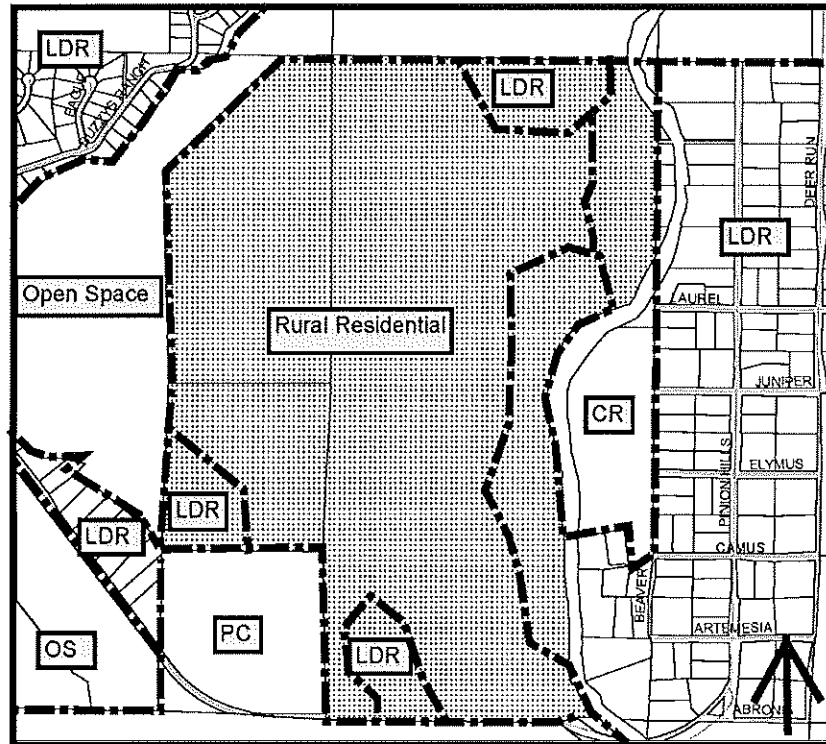 LDR
EAGLE
LDR
DEER RUN
LDR
Open Space
AUREL
Rural Residential
JUNIPER
CR
PINION HILLS
ELYMUS
LDR
LDR
CAMUS
BEAVER
PC
ARTEMESIA
OS
LDR
ABRONIA